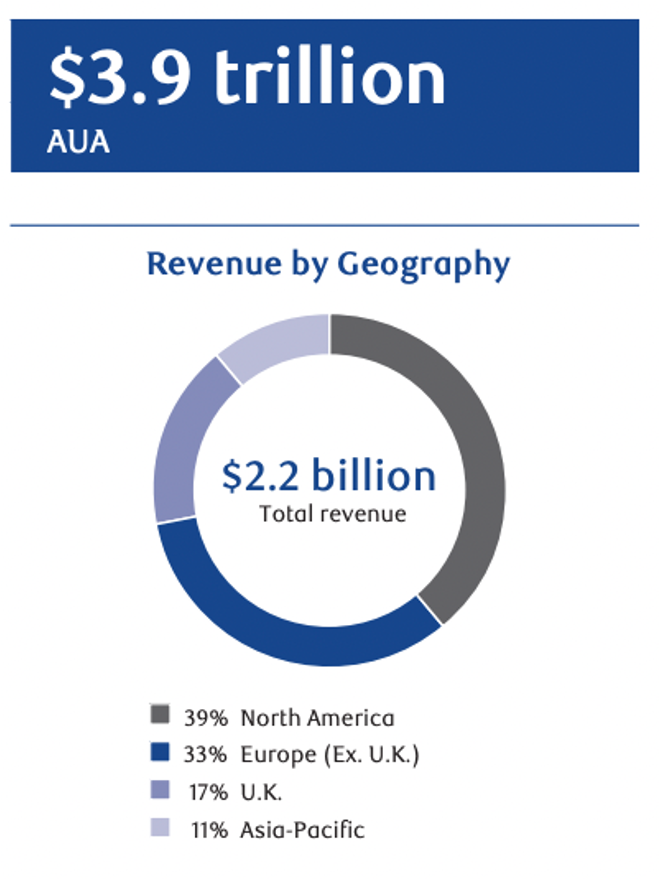 $3.9 trillion
AUA
Revenue by Geography
$2.2 billion
Total revenue
39% North America
33% Europe (Ex. U.K.)
17% U.K.
11% Asia-Pacific